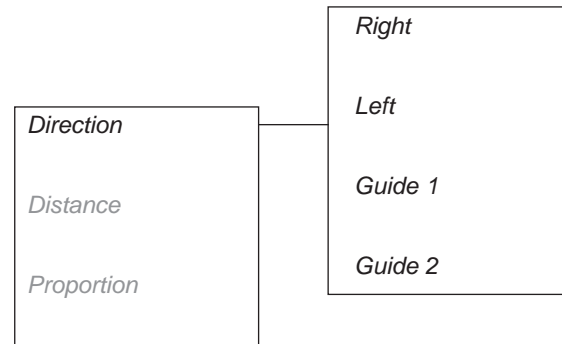 Direction
Distance
Proportion
Right
Left
Guide 1
Guide 2